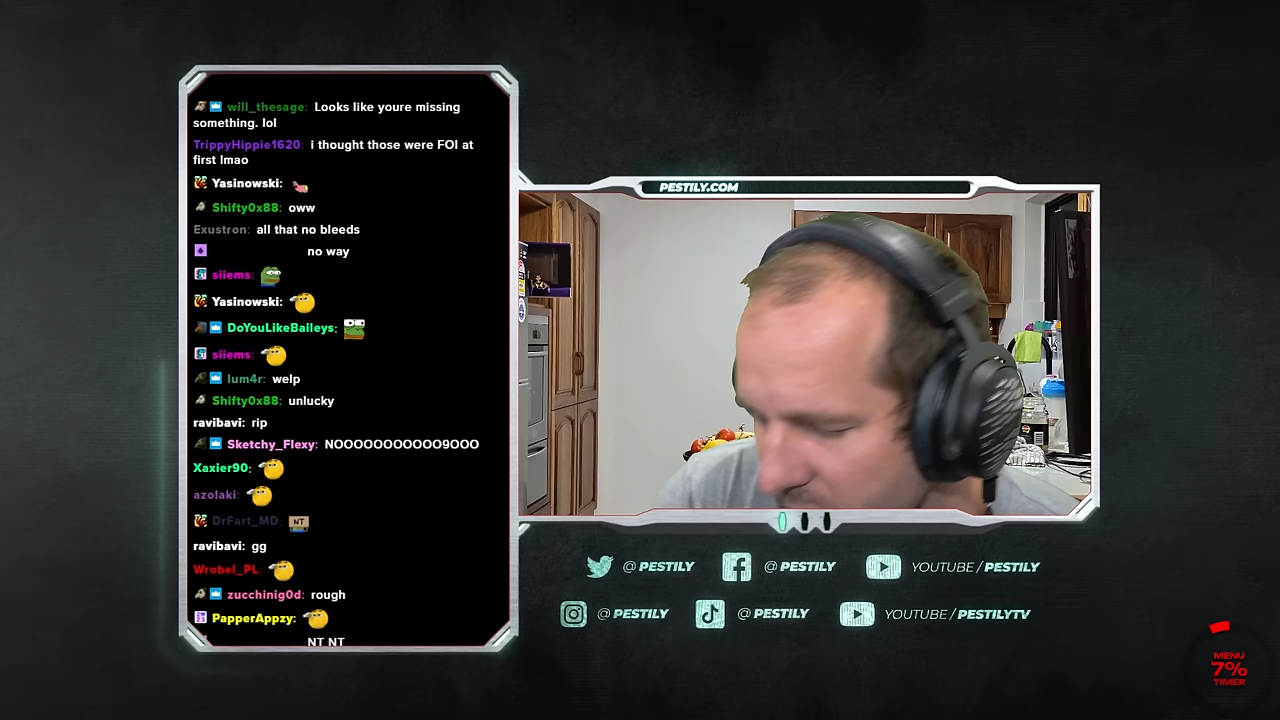 will_thesage: Looks like youre missing
something. lol
TrippyHippie1620: i thought those were FOI at
first lmao
Yasinowski:
Shifty0x88: oww
Exustron: all that no bleeds
no way
siiems:
Yasinowski:
DoYouLikeBaileys:
siiems:
lum4r: welp
Shifty0x88: unlucky
ravibavi: rip
Sketchy_Flexy: NOOOOOOOOOOO9OOO
Xaxier90:
azolaki:
DrFart_MD NT
ravibavi: gg
Wrobel_PL:
zucchinig0d: rough
PapperAppzy:
NT NT
PESTILY.COM
@PESTILY
@PESTILY
YOUTUBE/PESTILY
@PESTILY
@PESTILY
YOUTUBE/PESTILYTV
MENU
7%
TIMER